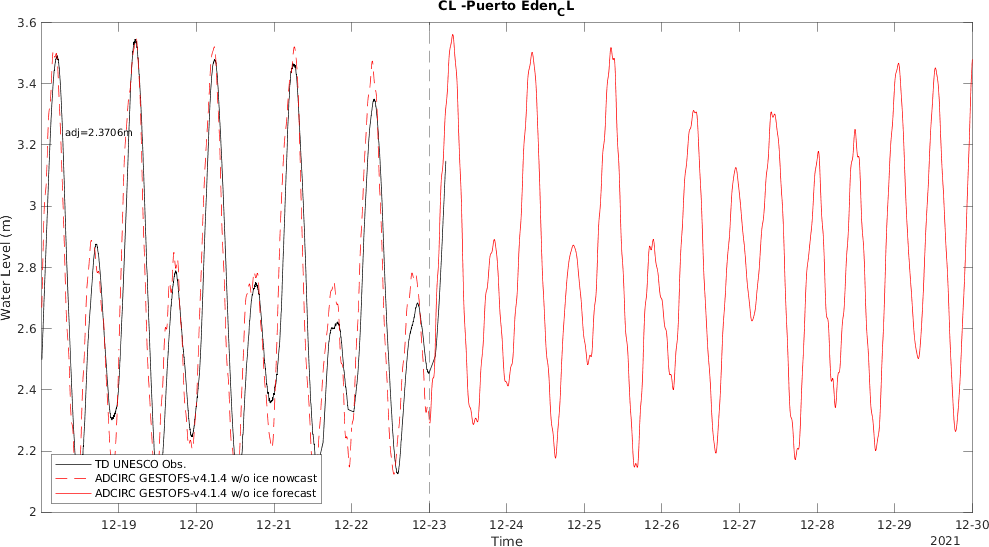 CL -Puerto EdenCL
3.6
3.4
3.2
3
2.8
2.6
2.4
2.2
2
Water Level (m)
adj=2.3706m
TD UNESCO Obs.
ADCIRC GESTOFS-v4.1.4 w/o ice nowcast
ADCIRC GESTOFS-v4.1.4 w/o ice forecast
12-19 12-20 12-21 12-22 12-23 12-24 12-25 12-26 12-27 12-28 12-29 12-30
Time
2021